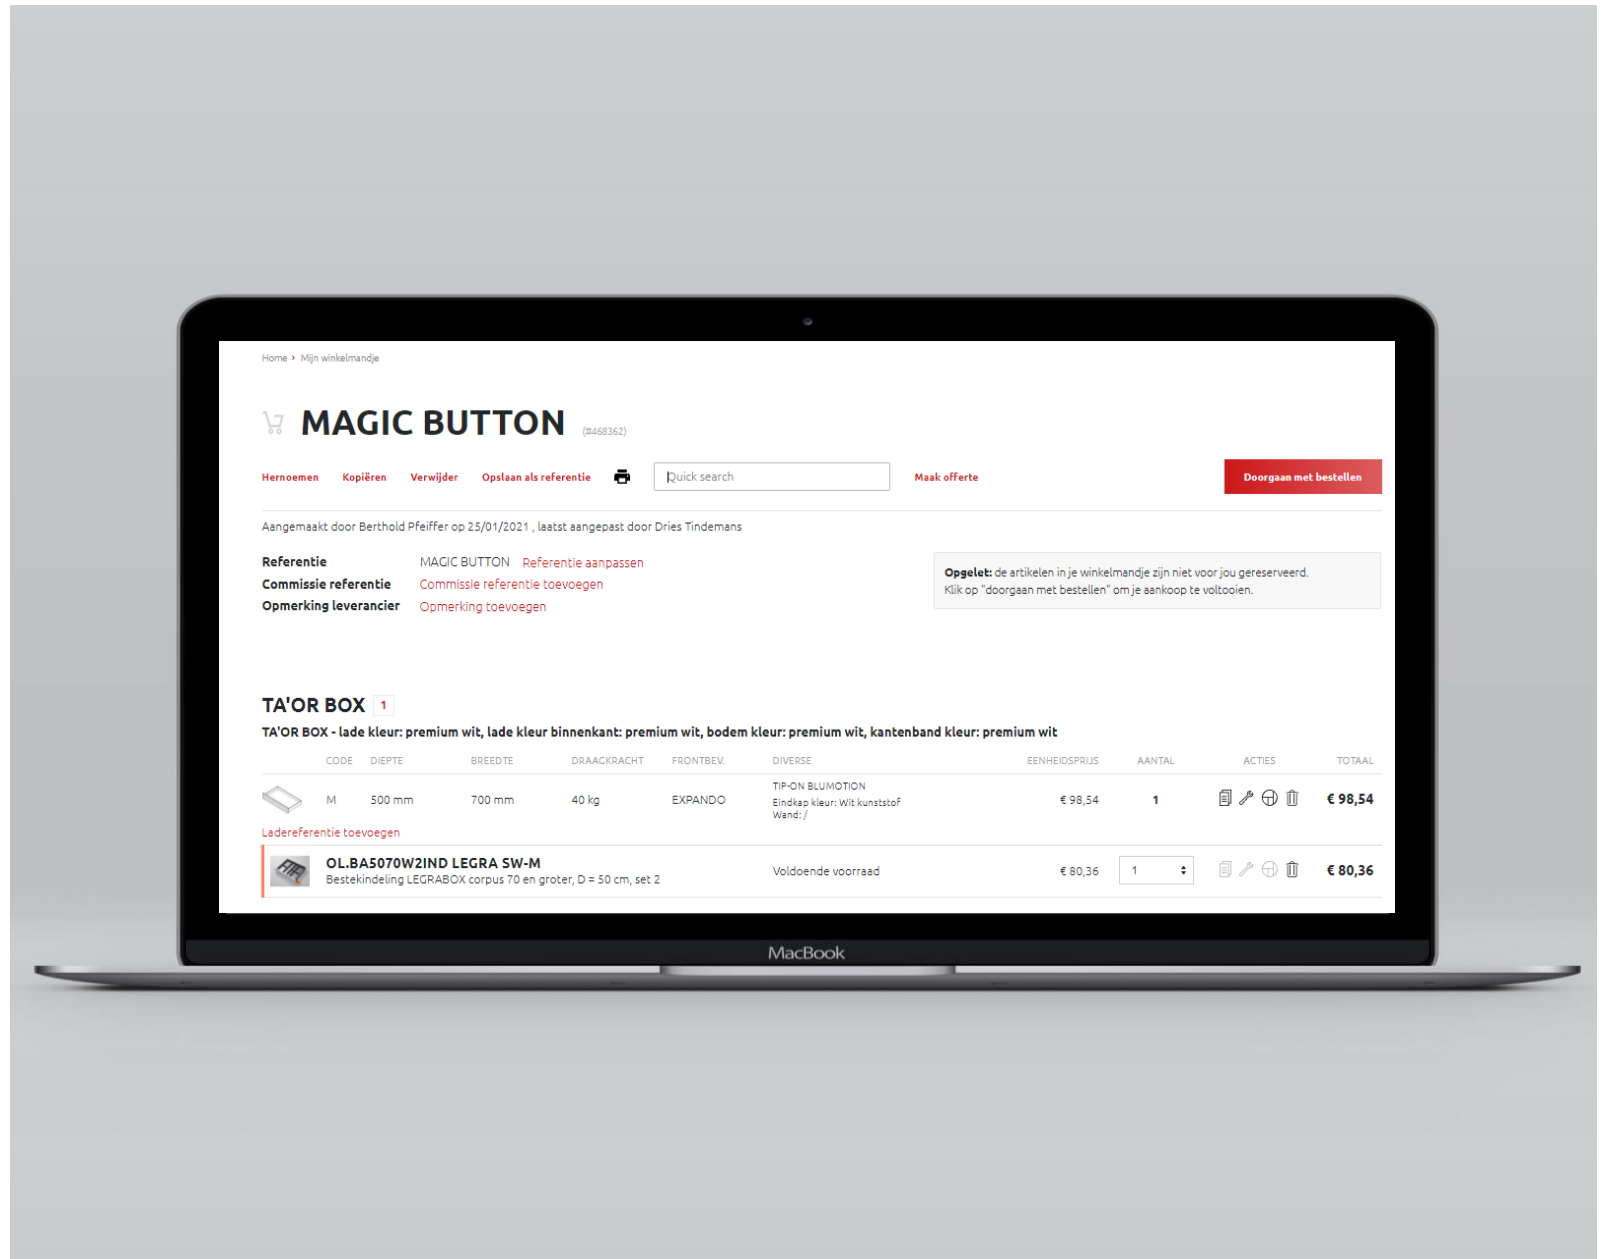 Home › Mijn winkelmandje
MAGIC BUTTON (#468362)
Hernoemen Kopiëren Verwijder Opslaan als referentie Quick search Maak offerte Doorgaan met bestellen
Aangemaakt door Berthold Pfeiffer op 25/01/2021 , laatst aangepast door Dries Tindemans
Referentie MAGIC BUTTON Referentie aanpassen
Commissie referentie Commissie referentie toevoegen
Opmerking leverancier Opmerking toevoegen
Opgelet: de artikelen in je winkelmandje zijn niet voor jou gereserveerd.
Klik op "doorgaan met bestellen" om je aankoop te voltooien.
TA'OR BOX 1
TA'OR BOX - lade kleur: premium wit, lade kleur binnenkant: premium wit, bodem kleur: premium wit, kantenband kleur: premium wit
CODE DIEPTE BREEDTE DRAAGKRACHT FRONTBEV. DIVERSE EENHEIDSPRIJS AANTAL ACTIES TOTAAL
M 500 mm 700 mm 40 kg EXPANDO TIP-ON BLUMOTION
Eindkap kleur: Wit kunststof
Wand: /
€ 98,54 1 € 98,54
Ladereferentie toevoegen
OL.BA5070W2IND LEGRA SW-M
Bestekindeling LEGRABOX corpus 70 en groter, D = 50 cm, set 2
Voldoende voorraad € 80,36 1 € 80,36
MacBook